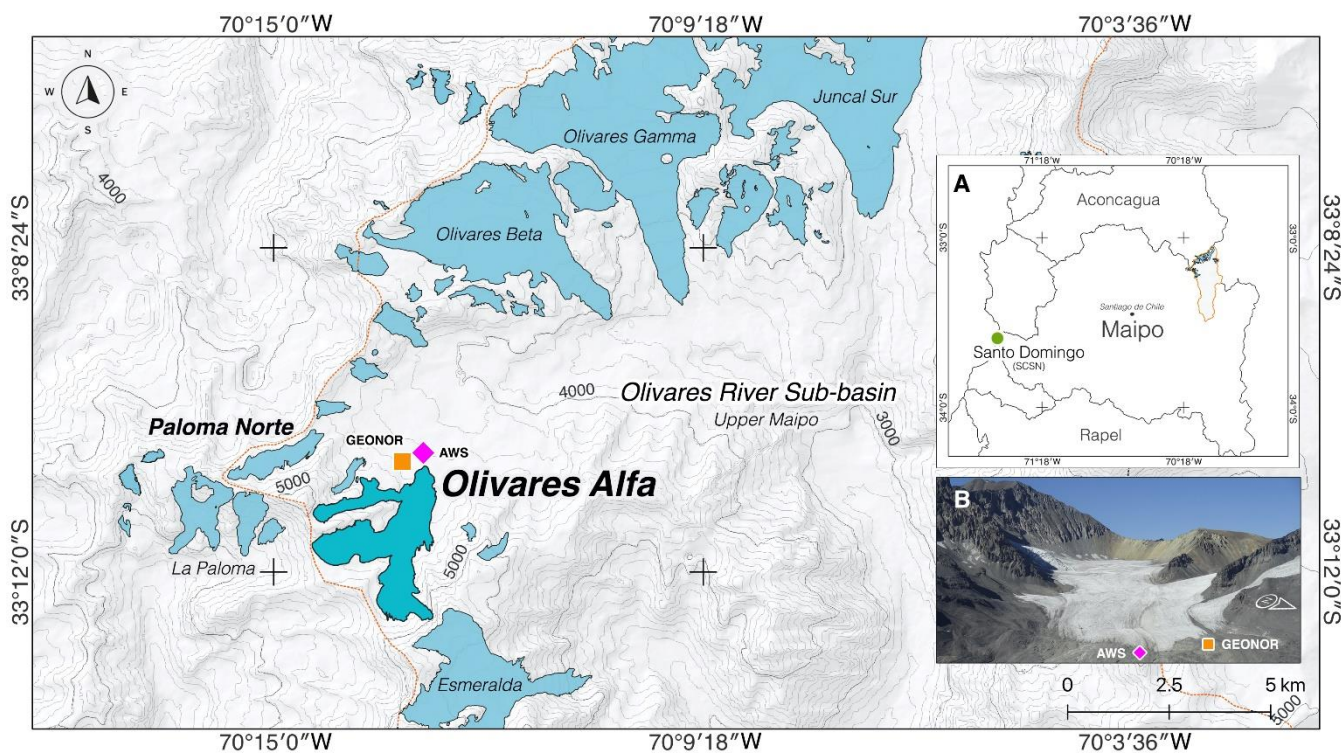 70°15′0″W
70°9′18″W
70°3′36″W
N
W
E
S
4000
Juncal Sur
Olivares Gamma
Olivares Beta
33°8′24″S
33°8′24″S
A
71°18′W
70°18′W
Aconcagua
33°0′S
33°0′S
Santiago de Chile
Maipo
Santo Domingo
(SCSN)
34°0′S
34°0′S
Rapel
71°18′W
70°18′W
4000
Olivares River Sub-basin
Upper Maipo
3000
Paloma Norte
GEONOR
AWS
5000
Olivares Alfa
La Paloma
5000
33°12′0″S
33°12′0″S
Esmeralda
B
AWS
GEONOR
0
2.5
5 km
5000
70°15′0″W
70°9′18″W
70°3′36″W